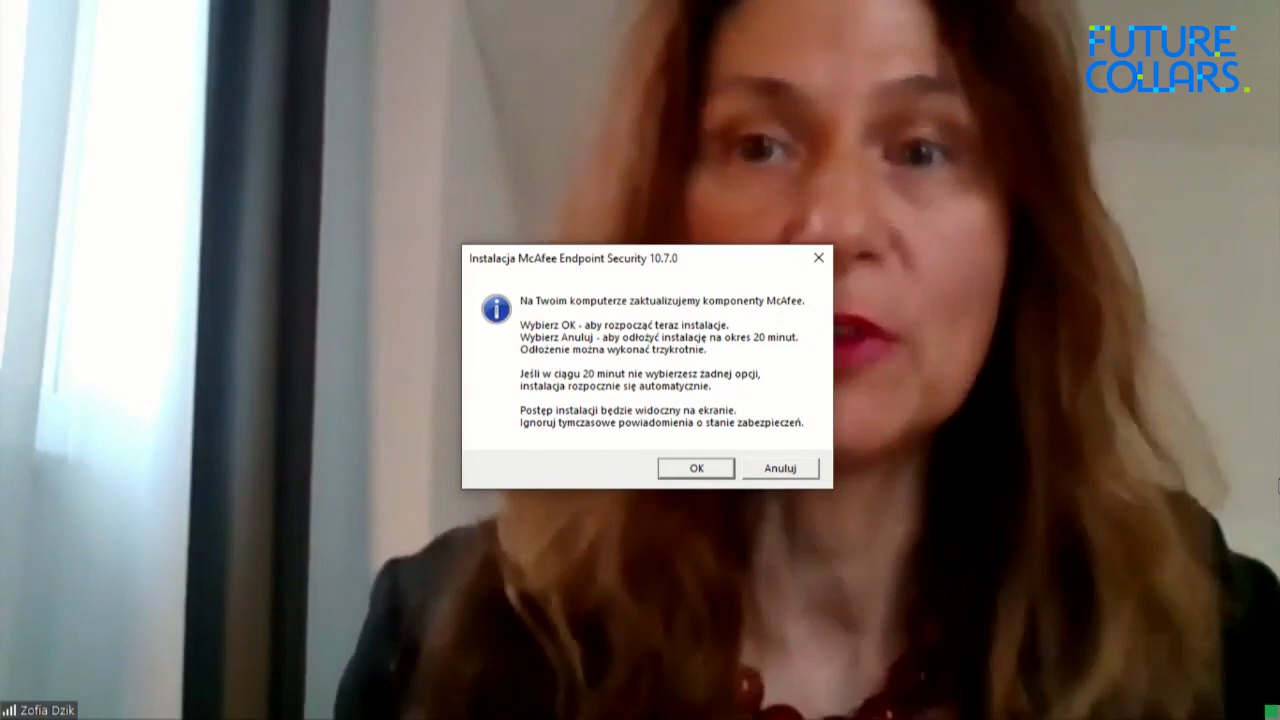 FUTURE
COLLARS.
Instalacja McAfee Endpoint Security 10.7.0
Na Twoim komputerze zaktualizujemy komponenty McAfee.
Wybierz OK - aby rozpocząć teraz instalacje.
Wybierz Anuluj - aby odłożyć instalację na okres 20 minut.
Odłożenie można wykonać trzykrotnie.
Jeśli w ciągu 20 minut nie wybierzesz żadnej opcji,
instalacja rozpocznie się automatycznie.
Postęp instalacji będzie widoczny na ekranie.
Ignoruj tymczasowe powiadomienia o stanie zabezpieczeń.
OK Anuluj
Zofia Dzik